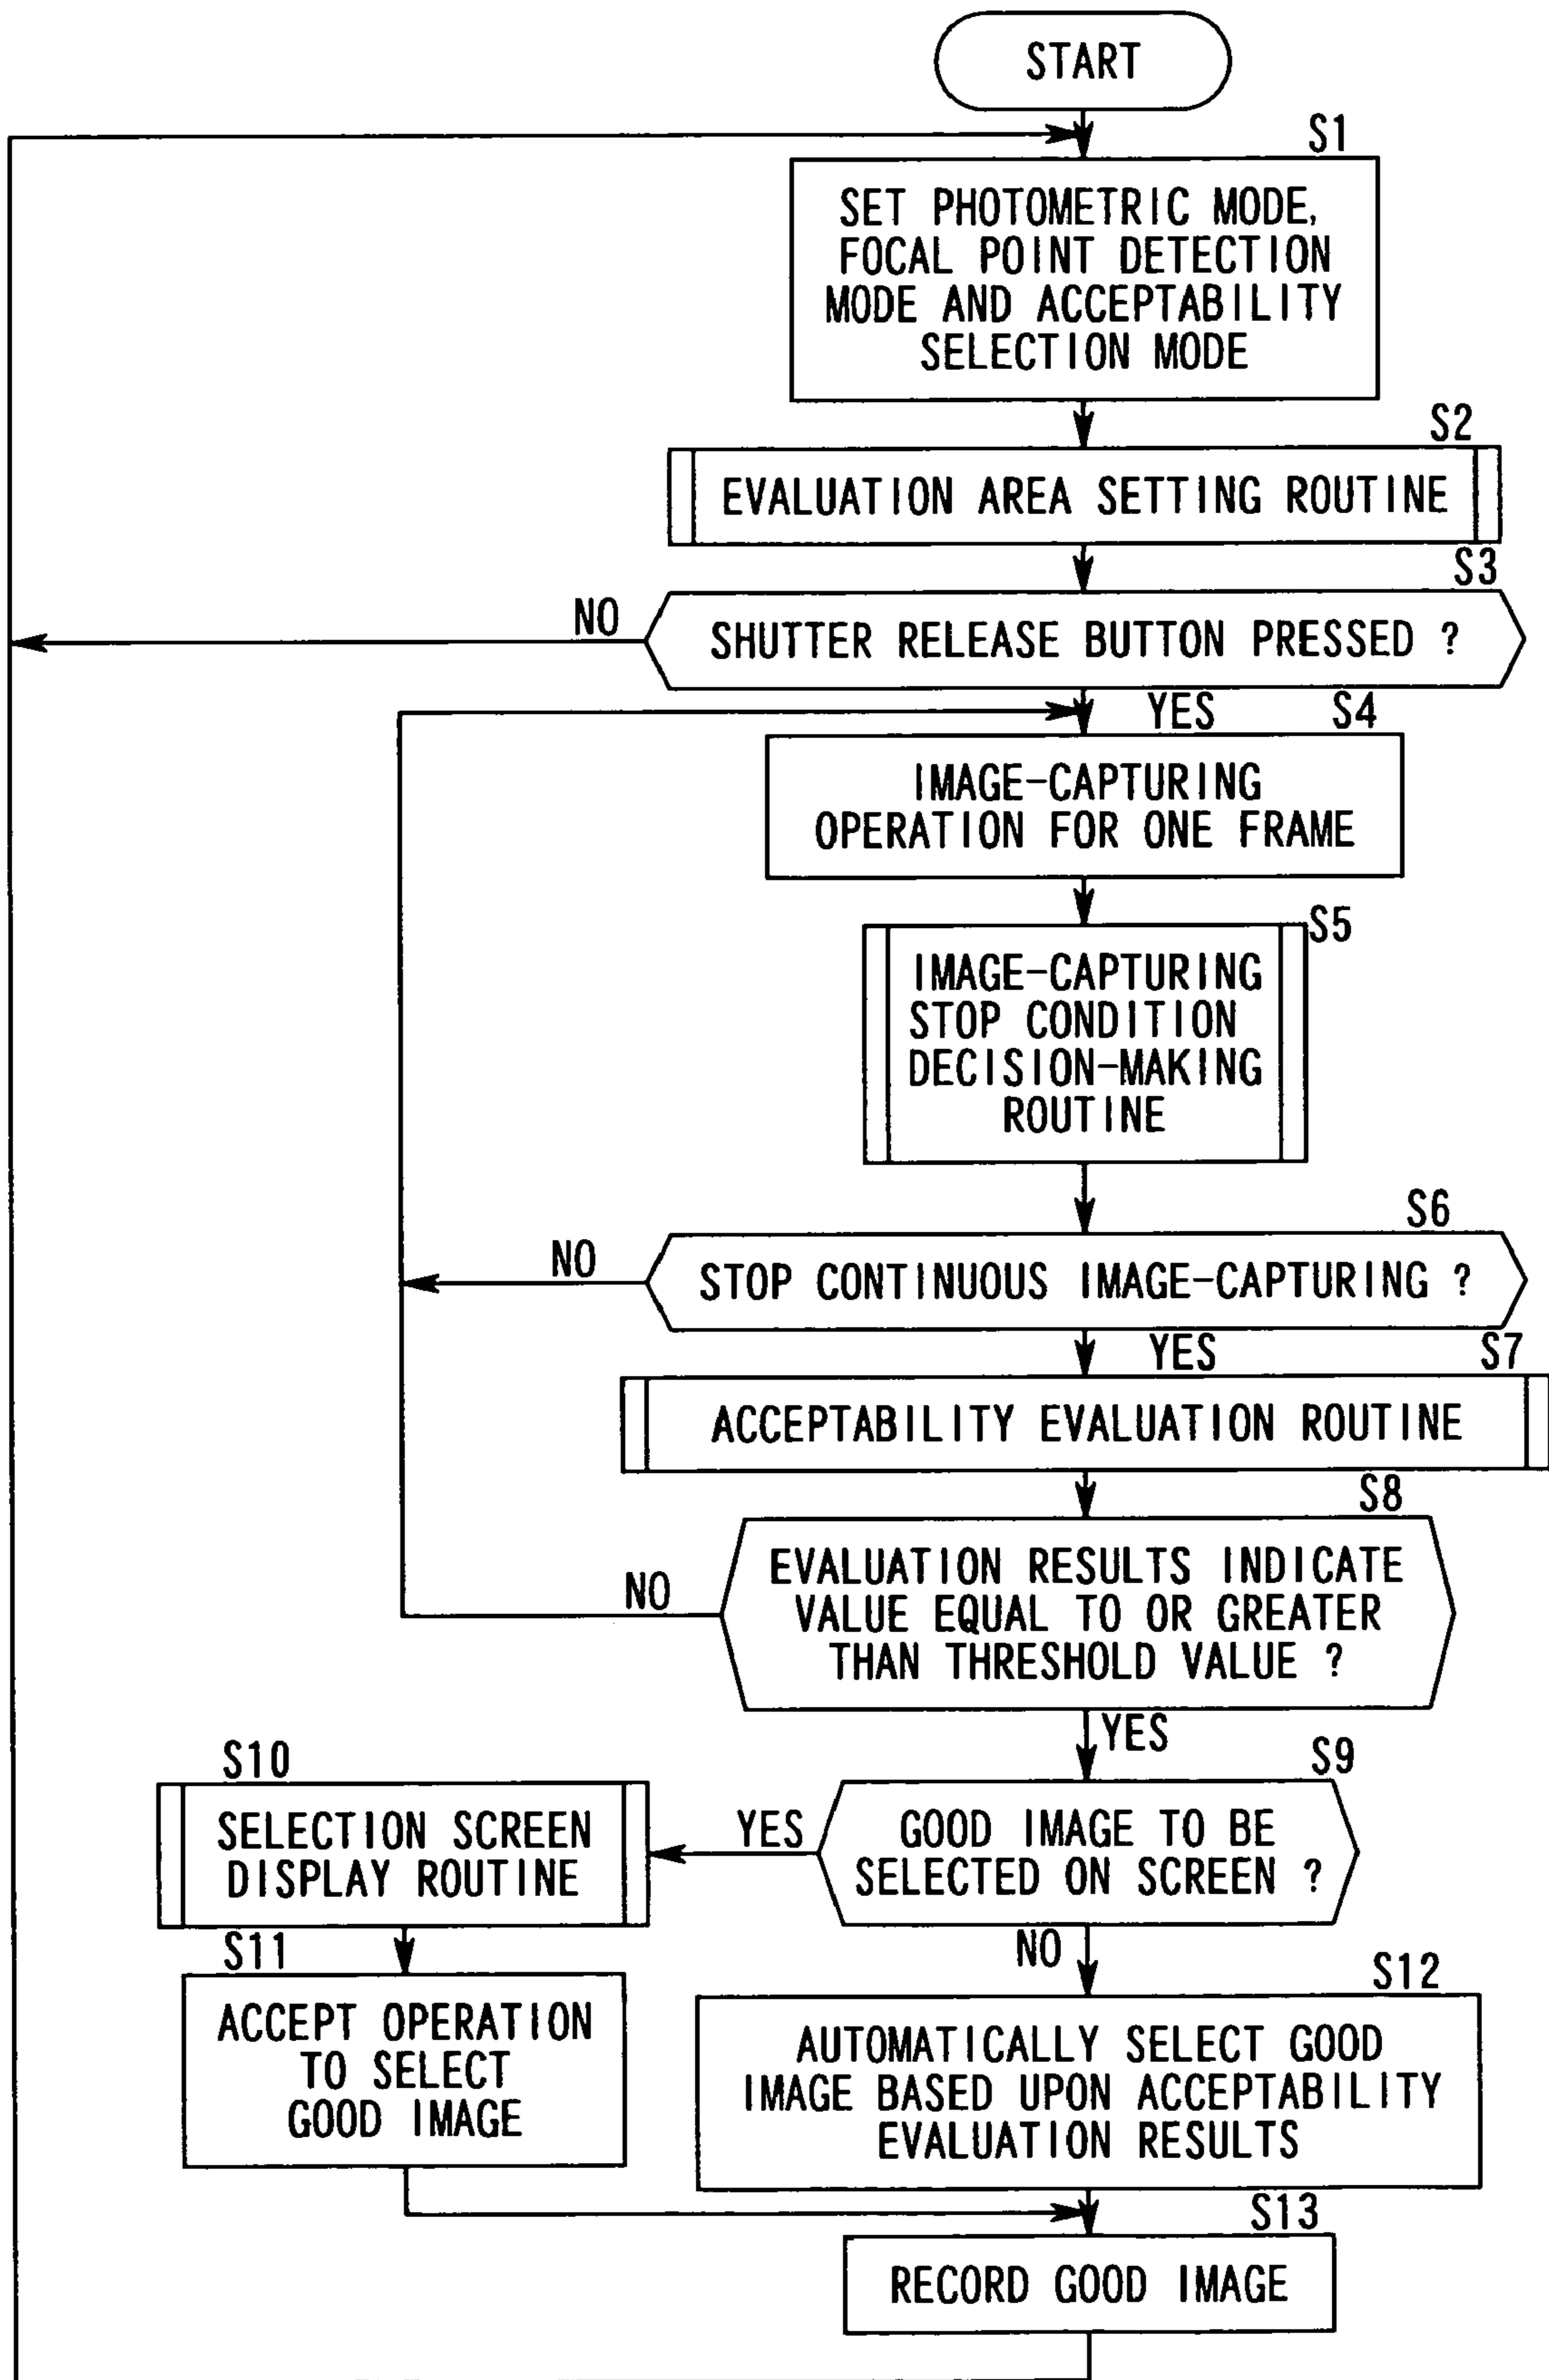 START
S1
SET PHOTOMETRIC MODE,
FOCAL POINT DETECTION
MODE AND ACCEPTABILITY
SELECTION MODE
S2
EVALUATION AREA SETTING ROUTINE
S3
NO
SHUTTER RELEASE BUTTON PRESSED ?
YES
S4
IMAGE-CAPTURING
OPERATION FOR ONE FRAME
S5
IMAGE-CAPTURING
STOP CONDITION
DECISION-MAKING
ROUTINE
S6
NO
STOP CONTINUOUS IMAGE-CAPTURING ?
YES
S7
ACCEPTABILITY EVALUATION ROUTINE
S8
NO
EVALUATION RESULTS INDICATE
VALUE EQUAL TO OR GREATER
THAN THRESHOLD VALUE ?
YES
S9
GOOD IMAGE TO BE
SELECTED ON SCREEN ?
YES
S10
SELECTION SCREEN
DISPLAY ROUTINE
S11
ACCEPT OPERATION
TO SELECT
GOOD IMAGE
NO
S12
AUTOMATICALLY SELECT GOOD
IMAGE BASED UPON ACCEPTABILITY
EVALUATION RESULTS
S13
RECORD GOOD IMAGE